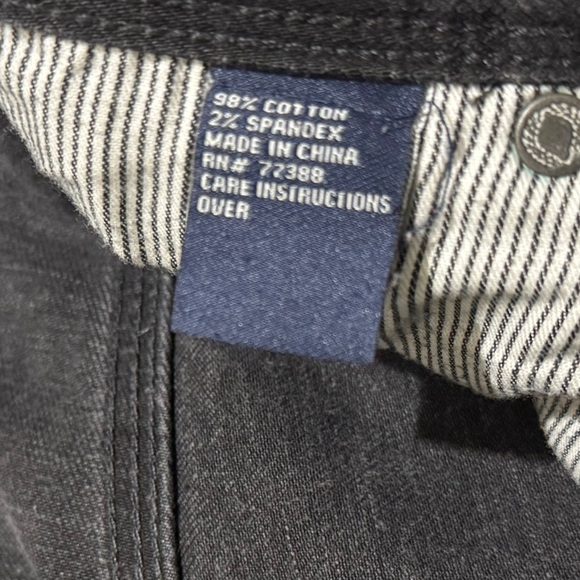 98% COTTON
2% SPANDEX
MADE IN CHINA
RN# 77388
CARE INSTRUCTIONS
OVER